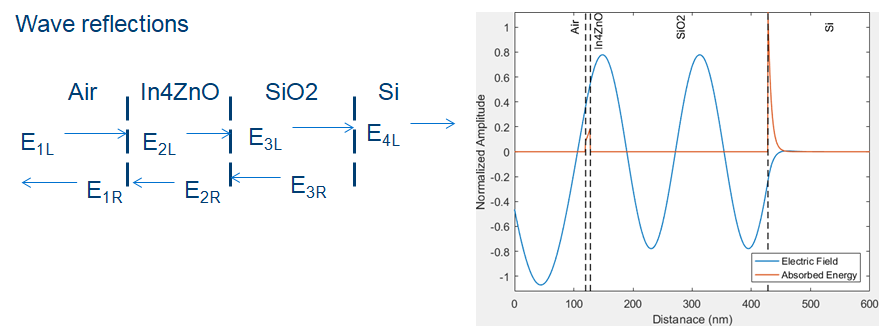 Wave reflections
Air In4ZnO SiO2 Si
E1L E2L E3L E4L
E1R E2R E3R
Air In4ZnO SiO2 Si
Normalized Amplitude
1
0.8
0.6
0.4
0.2
0
-0.2
-0.4
-0.6
-0.8
-1
Electric Field
Absorbed Energy
0 100 200 300 400 500 600
Distanace (nm)